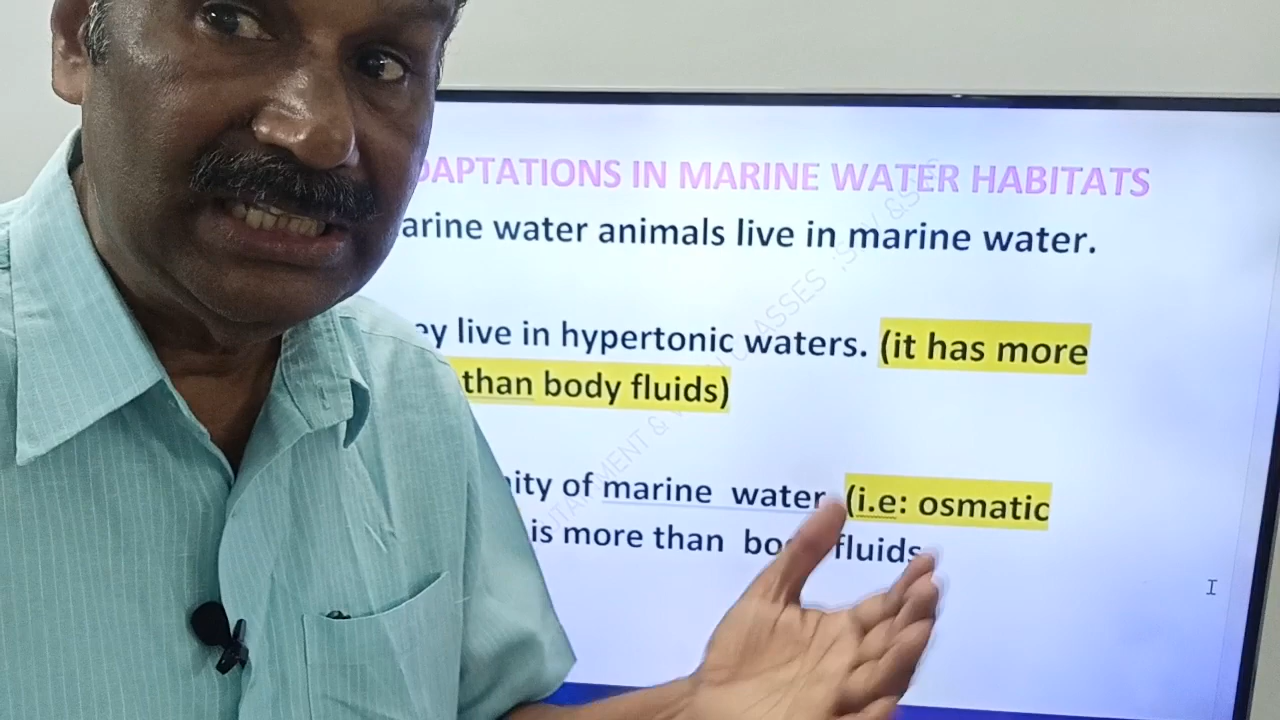 DAPTATIONS IN MARINE WATER HABITATS
arine water animals live in marine water.
ey live in hypertonic waters. (it has more
than body fluids)
nity of marine water (i.e: osmatic
is more than fluids
CLASSES